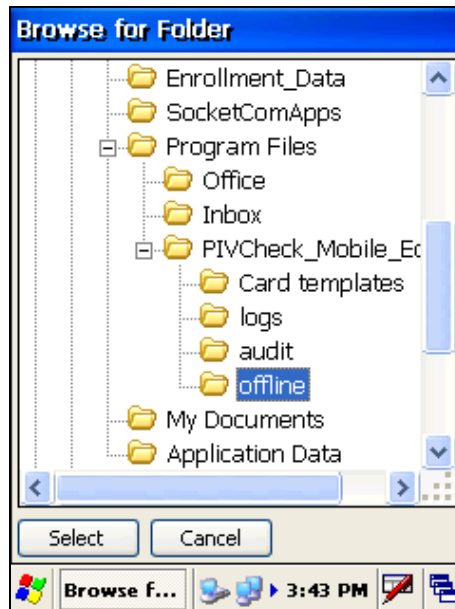 Browse for Folder
Enrollment_Data
SocketComApps
Program Files
Office
Inbox
PIVCheck_Mobile_Ed
Card templates
logs
audit
offline
My Documents
Application Data
Select Cancel
Browse f... 3:43 PM